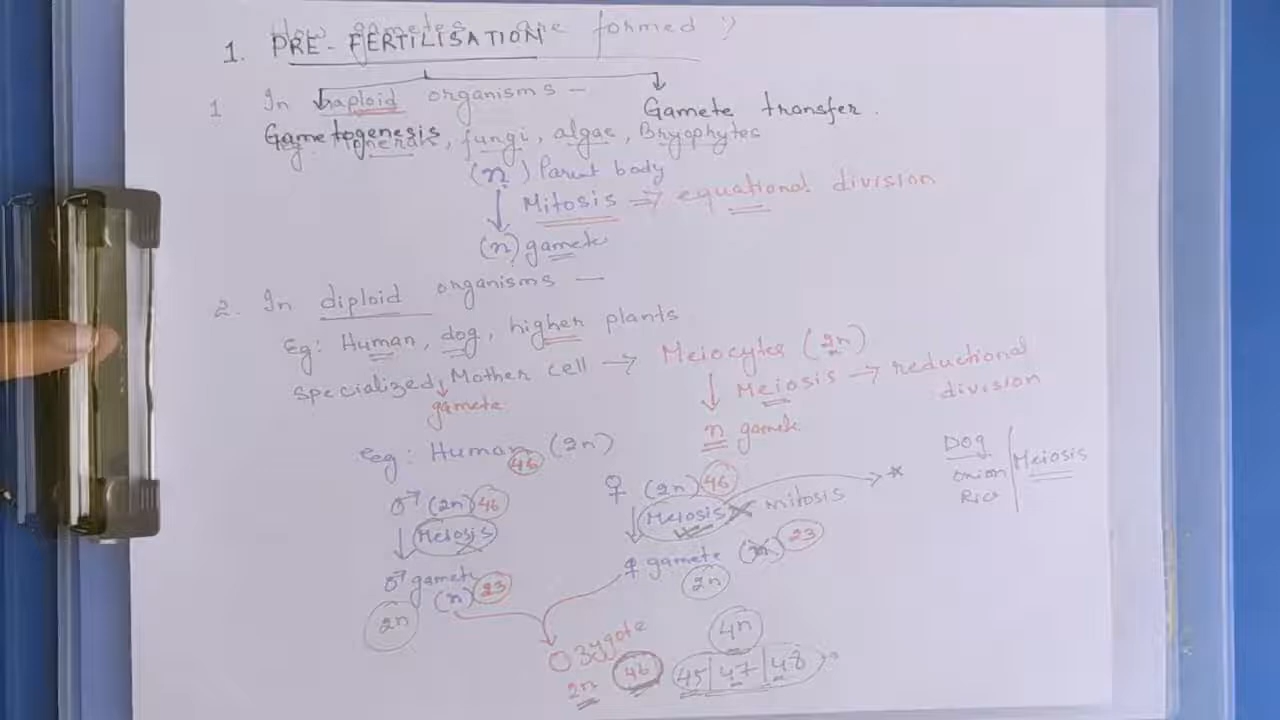 How gametes are formed ?
1. PRE-FERTILISATION
1 In haploid organisms —
Gamete transfer.
Gametogenesis
Eg: Monerans, fungi, algae, Bryophytes
(n) Parent body
Mitosis => equational division
(n) gamete
2. In diploid organisms —
Eg: Human, dog, higher plants
specialized, Mother cell → Meiocytes (2n)
gamete
Meiosis → reductional division
n gamete
Eg: Human (2n)
46
♂ (2n) 46
Meiosis
♂ gamete
(n) 23
2n
♀ (2n) 46
Meiosis mitosis *
♀ gamete (n) 23
2n
Dog
Onion
Rice
Meiosis
zygote
2n 46
4n
45 | 47 | 48